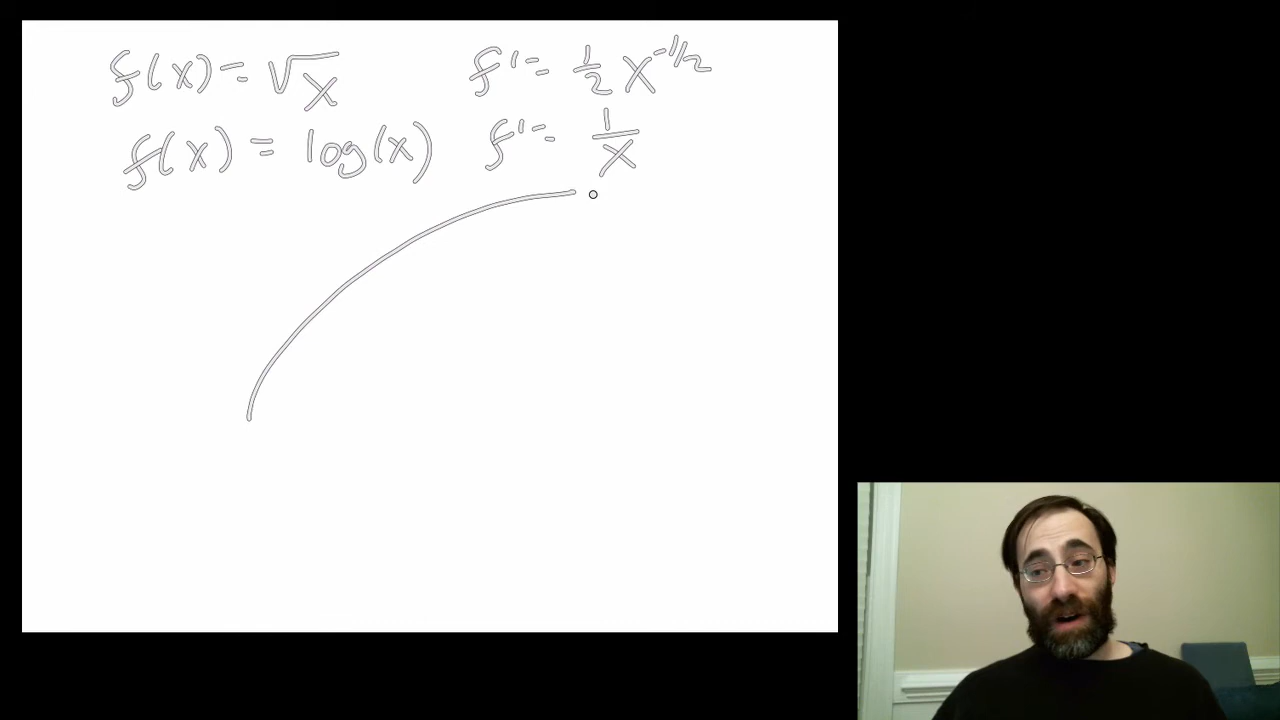 f(x) = √x f' = 1/2 x^-1/2
f(x) = log(x) f' = 1/x